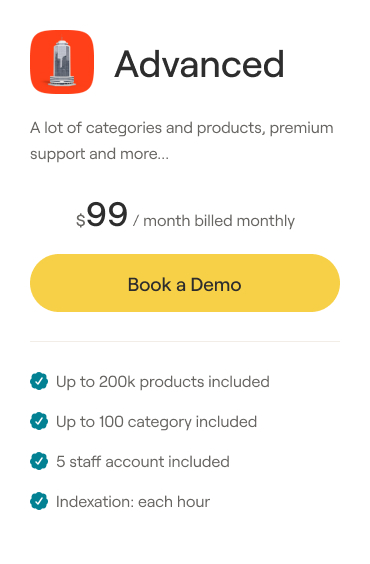 Advanced
A lot of categories and products, premium
support and more...
$99 / month billed monthly
Book a Demo
Up to 200k products included
Up to 100 category included
5 staff account included
Indexation: each hour